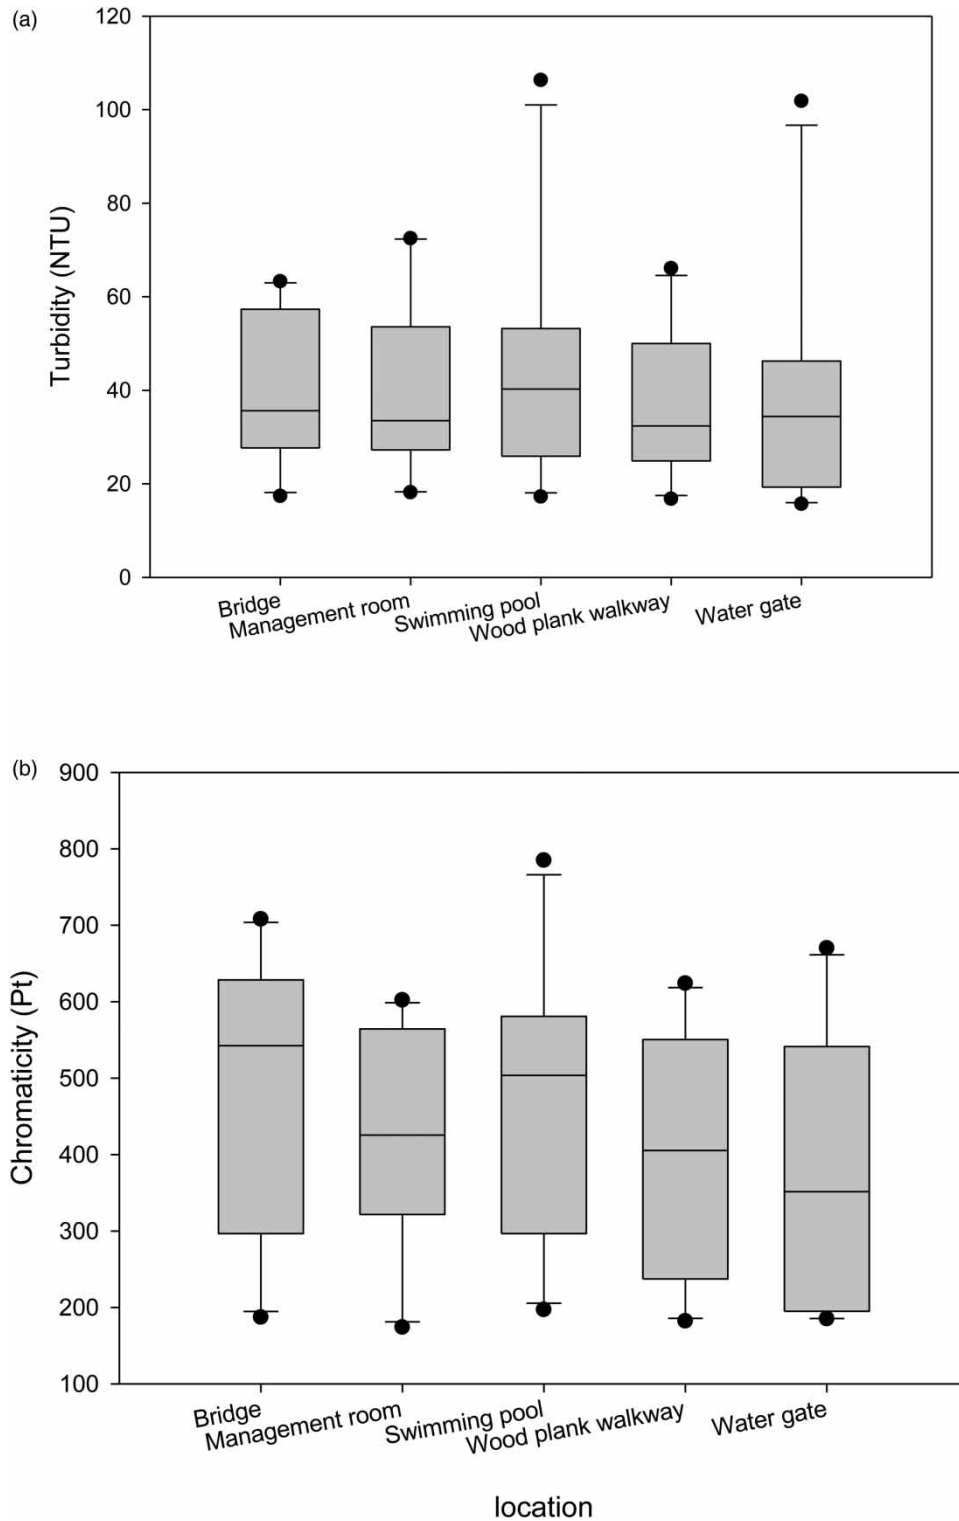 (a)
120
100
80
60
40
20
0
Turbidity (NTU)
Bridge
Management room
Swimming pool
Wood plank walkway
Water gate
(b)
900
800
700
600
500
400
300
200
100
Chromaticity (Pt)
Bridge
Management room
Swimming pool
Wood plank walkway
Water gate
location